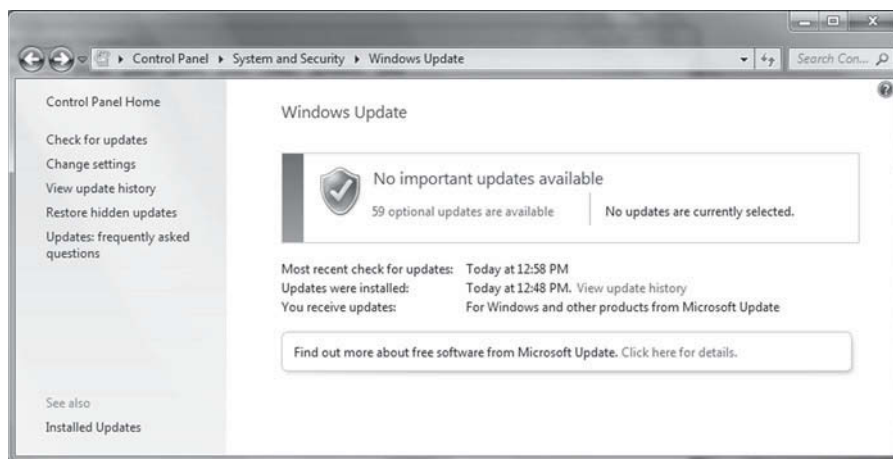 Control Panel ▸ System and Security ▸ Windows Update
Search Con...
Control Panel Home
Check for updates
Change settings
View update history
Restore hidden updates
Updates: frequently asked
questions
See also
Installed Updates
Windows Update
No important updates available
59 optional updates are available
No updates are currently selected.
Most recent check for updates: Today at 12:58 PM
Updates were installed: Today at 12:48 PM. View update history
You receive updates: For Windows and other products from Microsoft Update
Find out more about free software from Microsoft Update. Click here for details.